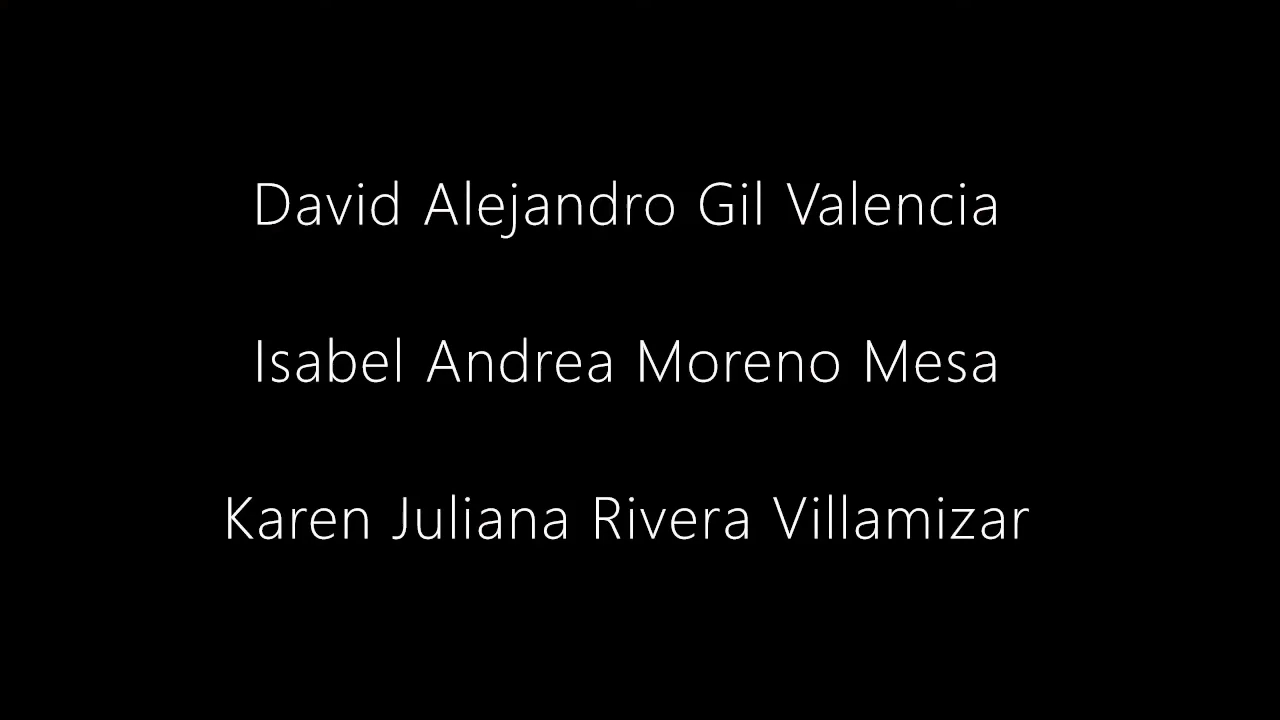 David Alejandro Gil Valencia
Isabel Andrea Moreno Mesa
Karen Juliana Rivera Villamizar